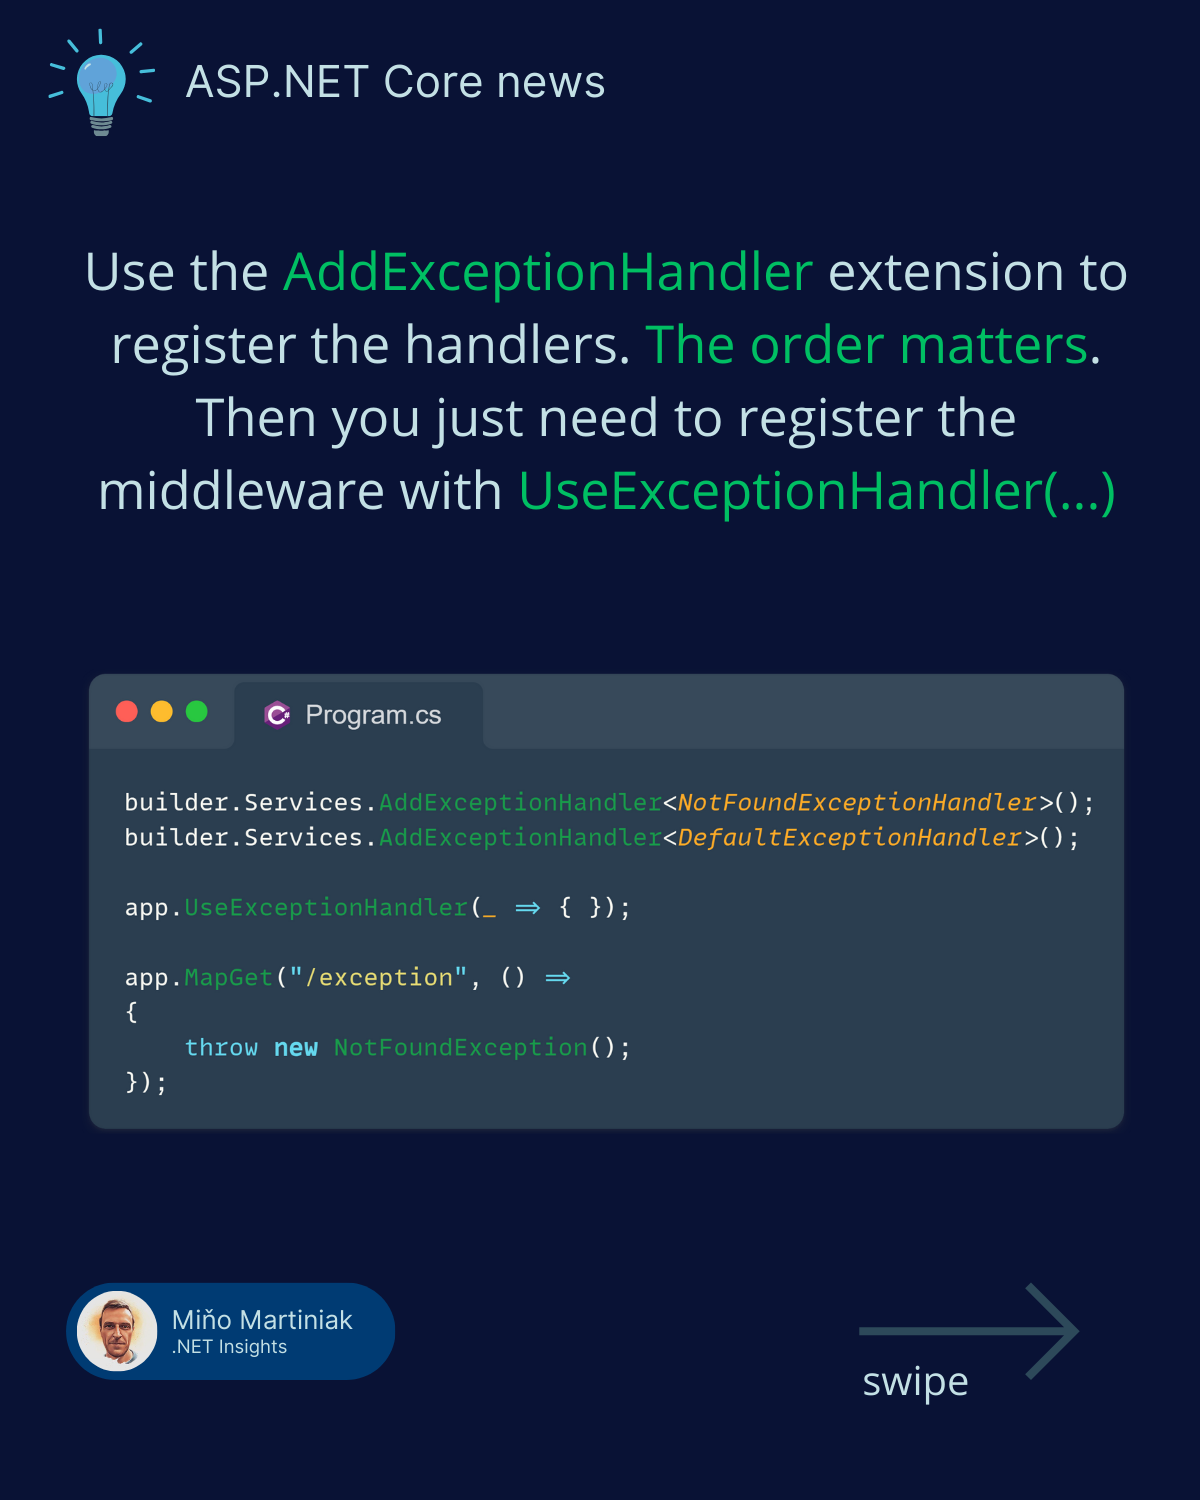 ASP.NET Core news
Use the AddExceptionHandler extension to
register the handlers. The order matters.
Then you just need to register the
middleware with UseExceptionHandler(...)
Program.cs
builder.Services.AddExceptionHandler<NotFoundExceptionHandler>();
builder.Services.AddExceptionHandler<DefaultExceptionHandler>();
app.UseExceptionHandler(_ => { });
app.MapGet("/exception", () =>
{
    throw new NotFoundException();
});
Miňo Martiniak
.NET Insights
swipe